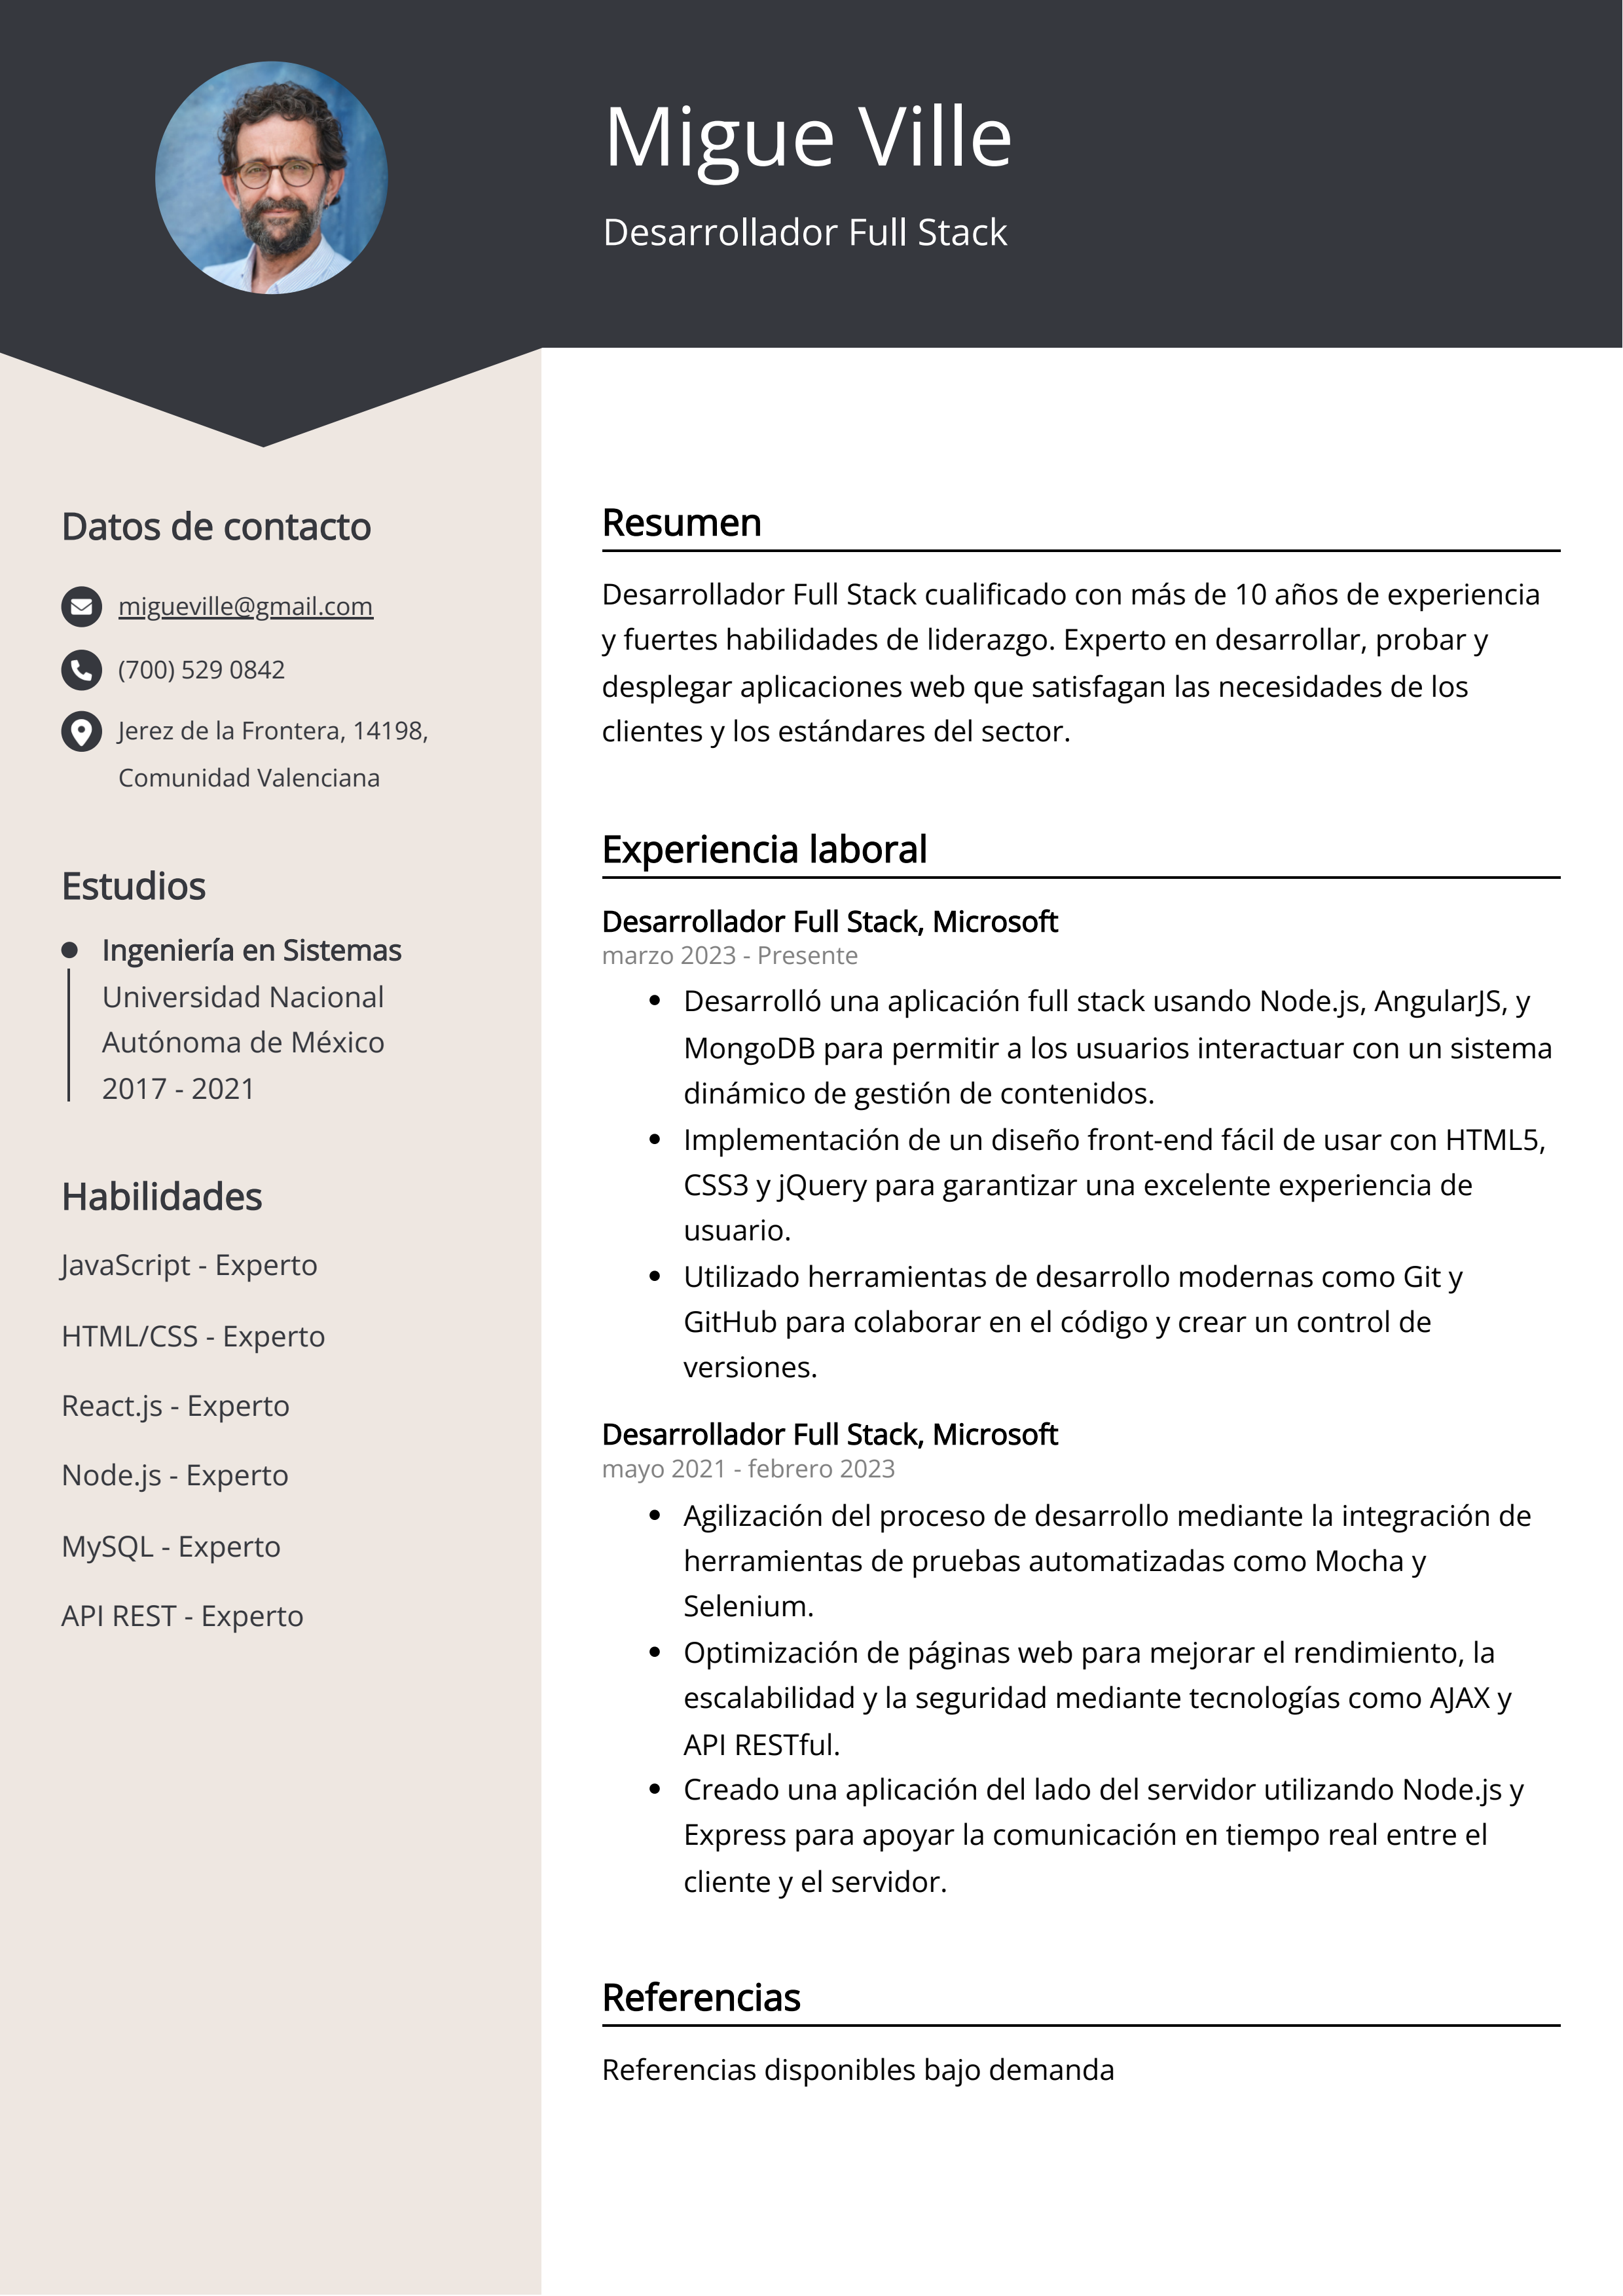 Migue Ville
Desarrollador Full Stack
Datos de contacto
migueville@gmail.com
(700) 529 0842
Jerez de la Frontera, 14198,
Comunidad Valenciana
Estudios
Ingeniería en Sistemas
Universidad Nacional
Autónoma de México
2017 - 2021
Habilidades
JavaScript - Experto
HTML/CSS - Experto
React.js - Experto
Node.js - Experto
MySQL - Experto
API REST - Experto
Resumen
Desarrollador Full Stack cualificado con más de 10 años de experiencia
y fuertes habilidades de liderazgo. Experto en desarrollar, probar y
desplegar aplicaciones web que satisfagan las necesidades de los
clientes y los estándares del sector.
Experiencia laboral
Desarrollador Full Stack, Microsoft
marzo 2023 - Presente
• Desarrolló una aplicación full stack usando Node.js, AngularJS, y
MongoDB para permitir a los usuarios interactuar con un sistema
dinámico de gestión de contenidos.
• Implementación de un diseño front-end fácil de usar con HTML5,
CSS3 y jQuery para garantizar una excelente experiencia de
usuario.
• Utilizado herramientas de desarrollo modernas como Git y
GitHub para colaborar en el código y crear un control de
versiones.
Desarrollador Full Stack, Microsoft
mayo 2021 - febrero 2023
• Agilización del proceso de desarrollo mediante la integración de
herramientas de pruebas automatizadas como Mocha y
Selenium.
• Optimización de páginas web para mejorar el rendimiento, la
escalabilidad y la seguridad mediante tecnologías como AJAX y
API RESTful.
• Creado una aplicación del lado del servidor utilizando Node.js y
Express para apoyar la comunicación en tiempo real entre el
cliente y el servidor.
Referencias
Referencias disponibles bajo demanda